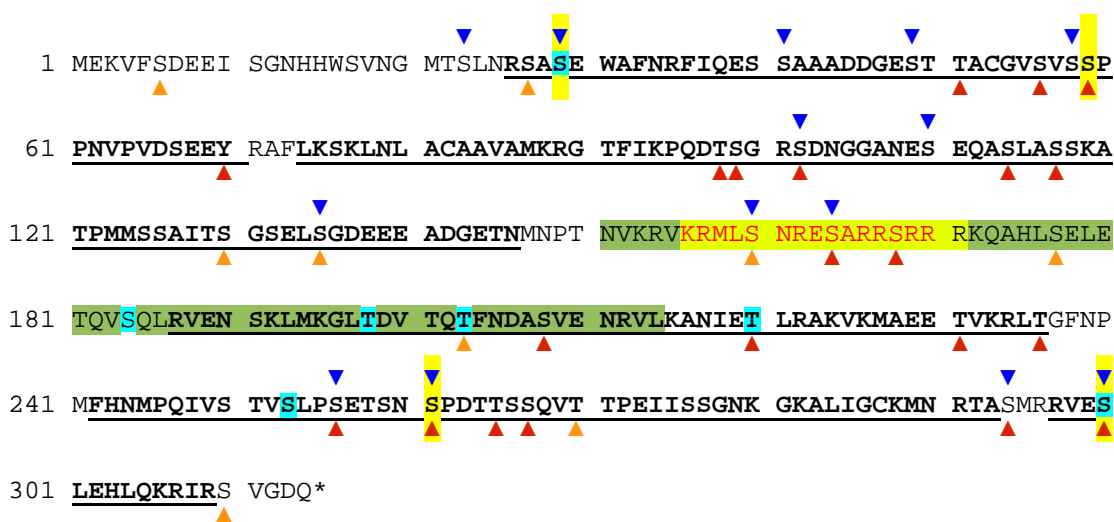 1 MEKVFSDEEI SGNHHWSVNG MTSLNRSASE WAFNRFIQES SAAADDGEST TACGVSVSSP
61 PNVPVDSEEY RAFLKSKLNL ACAAVAMKRG TFIKPQDTSG RSDNGGANES EQASLASSKA
121 TPMMSSAITS GSELSGDEEE ADGETNMNPT NVKRVKRMLS NRESARRSRR RKQAHLSELE
181 TQVSQLRVEN SKLMKGLTDV TQTFNDASVE NRVLKANIET LRAKVKMAEE TVKRLTGFNP
241 MFHNMPQIVS TVSLPSETSN SPDTTSSQVT TPEIISSGNK GKALIGCKMN RTASMRRVES
301 LEHLQKRIRS VGDQ*